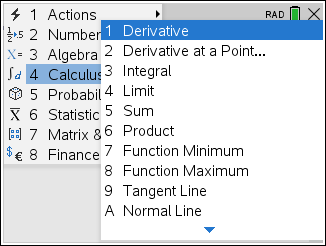 1 Actions
2 Number
3 Algebra
4 Calculus
5 Probabi
6 Statistic
7 Matrix &
8 Finance
RAD
1 Derivative
2 Derivative at a Point...
3 Integral
4 Limit
5 Sum
6 Product
7 Function Minimum
8 Function Maximum
9 Tangent Line
A Normal Line